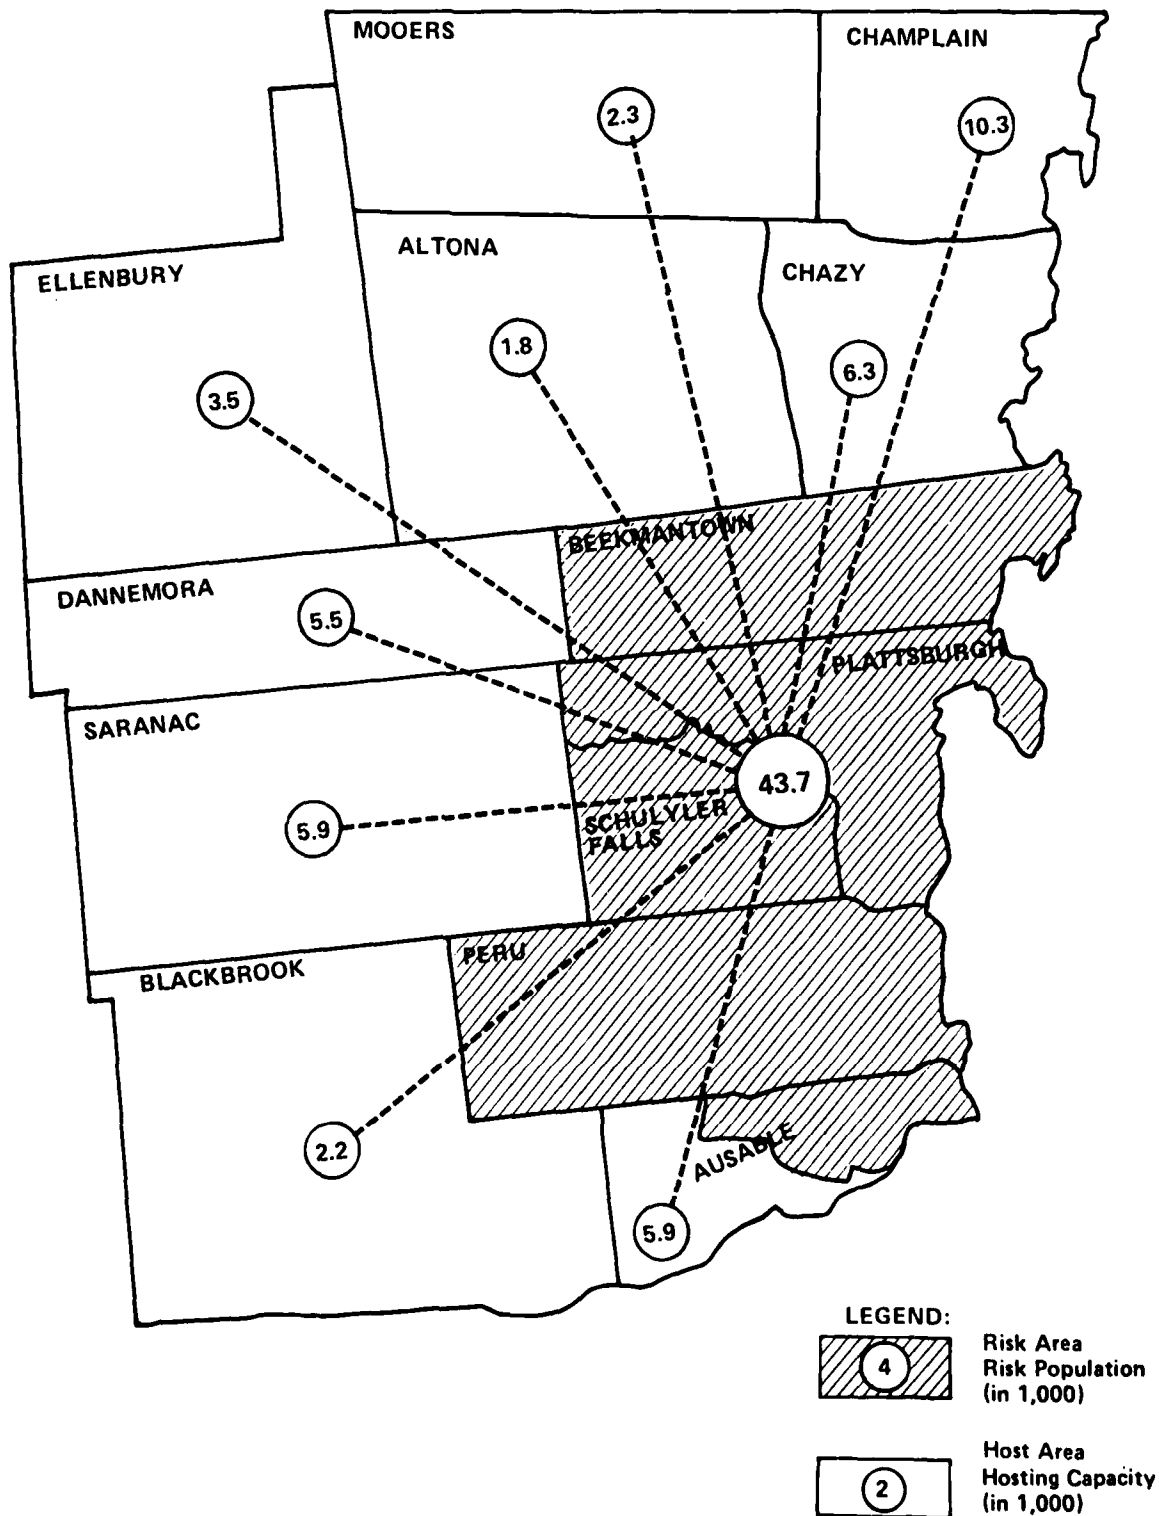 MOOERS
CHAMPLAIN
2.3
10.3
ELLENBURY
ALTONA
CHAZY
1.8
6.3
3.5
BEEKMANTOWN
DANNEMORA
5.5
PLATTSBURGH
SARANAC
43.7
5.9
SCHULYLER
FALLS
BLACKBROOK
PERU
2.2
AUSABLE
5.9
LEGEND:
4
Risk Area
Risk Population
(in 1,000)
2
Host Area
Hosting Capacity
(in 1,000)